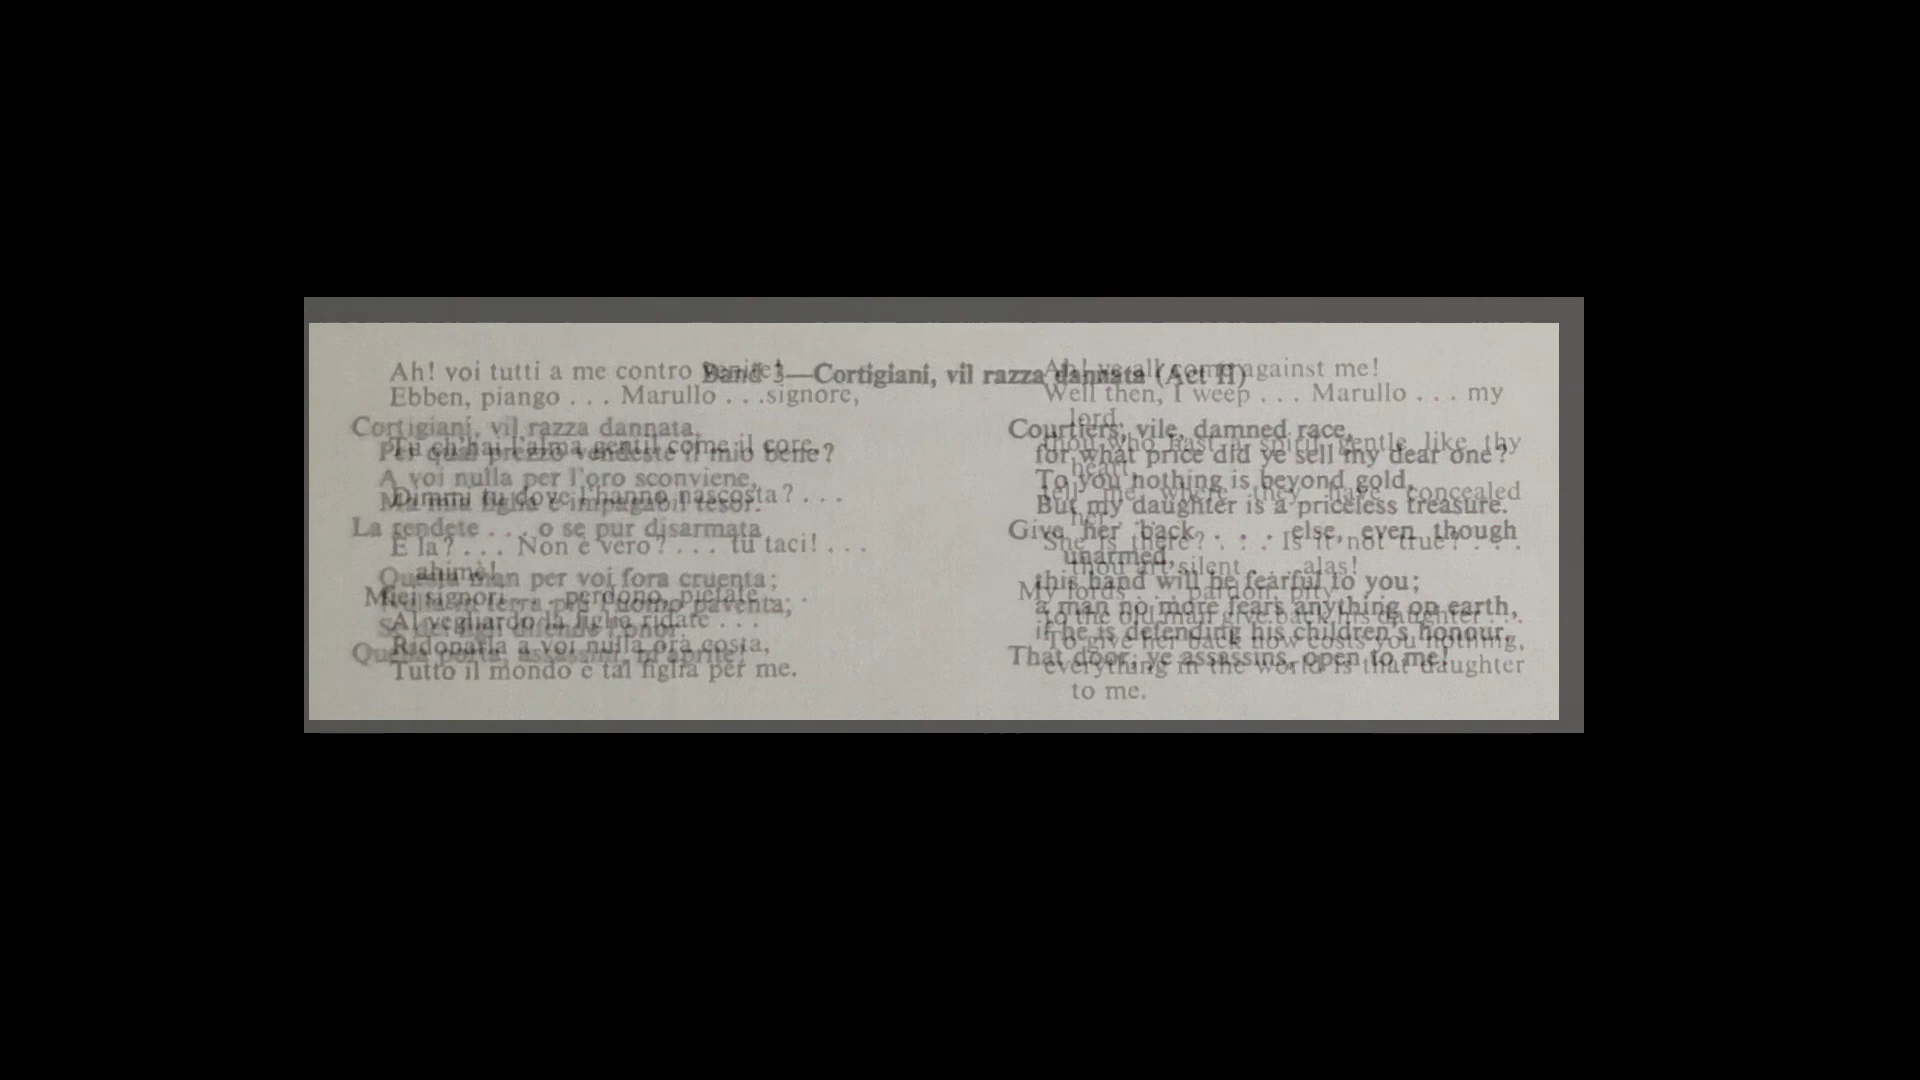 Band 3—Cortigiani, vil razza dannata (Act II)
Cortigiani, vil razza dannata,
Per qual prezzo vendeste il mio bene?
A voi nulla per l'oro sconviene,
Ma mia figlia è impagabil tesor.
La rendete . . . o se pur disarmata
Questa man per voi fora cruenta;
Nulla in terra più l'uomo paventa,
Se dei figli difende l'onor.
Quella porta, assassini, m'aprite!
Courtiers, vile, damned race,
for what price did ye sell my dear one?
To you nothing is beyond gold,
But my daughter is a priceless treasure.
Give her back . . . else, even though
unarmed,
this hand will be fearful to you;
a man no more fears anything on earth,
if he is defending his children's honour.
That door, ye assassins, open to me!
Ah! voi tutti a me contro venite!
Ebben, piango . . . Marullo . . .signore,
Tu ch'hai l'alma gentil come il core,
Dimmi tu dove l'hanno nascosta? . . .
È là? . . . Non è vero? . . . tu taci! . . .
ahimè!
Miei signori . . . perdono, pietate . . .
Al vegliardo la figlia ridate . . .
Ridonarla a voi nulla ora costa,
Tutto il mondo è tal figlia per me.
Ah! ye all come against me!
Well then, I weep . . . Marullo . . . my
lord,
thou who hast a spirit gentle like thy
heart,
tell me where they have concealed
her . . .
She is there? . . . Is it not true? . . .
thou art silent . . . alas!
My lords . . . pardon, pity . . .
to the old man give back his daughter . . .
To give her back now costs you nothing,
everything in the world is that daughter
to me.